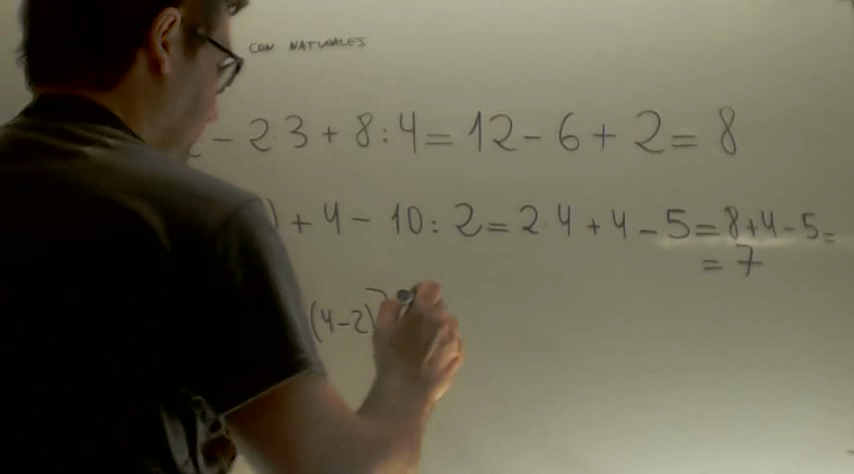 CON NATURALES
- 2·3 + 8:4 = 12 - 6 + 2 = 8
) + 4 - 10 : 2 = 2·4 + 4 - 5 = 8+4-5=
= 7
(4-2)